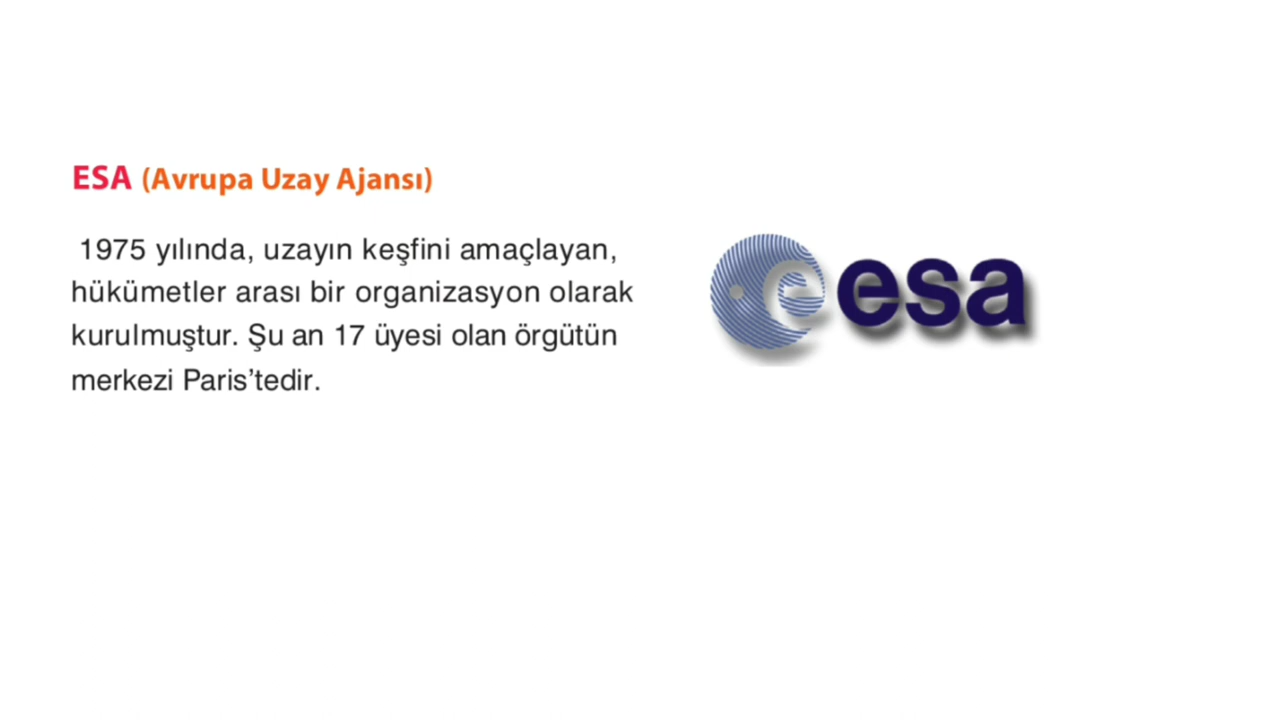 ESA (Avrupa Uzay Ajansı)
1975 yılında, uzayın keşfini amaçlayan,
hükümetler arası bir organizasyon olarak
kurulmuştur. Şu an 17 üyesi olan örgütün
merkezi Paris’tedir.
esa